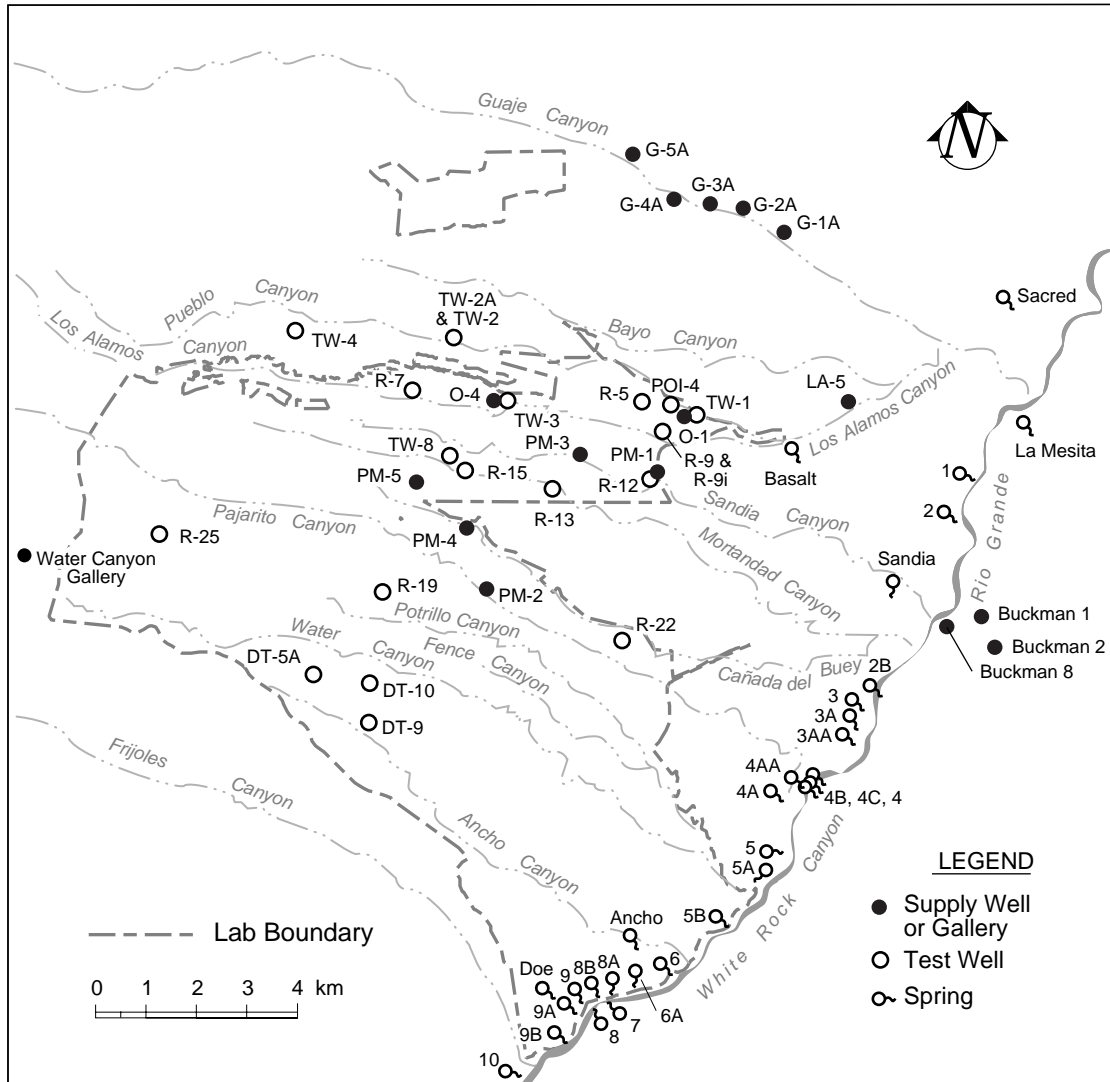 Guaje Canyon
N
G-5A
G-3A
G-4A
G-2A
G-1A
Sacred
Pueblo Canyon
TW-2A
& TW-2
Los Alamos Canyon
TW-4
Bayo Canyon
R-7
O-4
TW-3
R-5
POI-4
TW-1
LA-5
O-1
Los Alamos Canyon
La Mesita
TW-8
PM-3
PM-1
R-9 &
R-9i
Basalt
1
PM-5
R-15
R-12
R-13
2
Sandia Canyon
Pajarito Canyon
R-25
PM-4
Mortandad Canyon
Water Canyon
Gallery
Sandia
Rio Grande
R-19
PM-2
Potrillo Canyon
Buckman 1
Buckman 2
Buckman 8
R-22
Water Canyon
Fence Canyon
DT-5A
DT-10
Cañada del Buey
2B
3
3A
3AA
DT-9
Frijoles Canyon
4AA
4A
4B, 4C, 4
Ancho Canyon
5
5A
White Rock Canyon
LEGEND
Supply Well
or Gallery
Test Well
Spring
5B
Ancho
Lab Boundary
Doe
9
8B
8A
6
9A
6A
0 1 2 3 4 km
7
8
9B
10